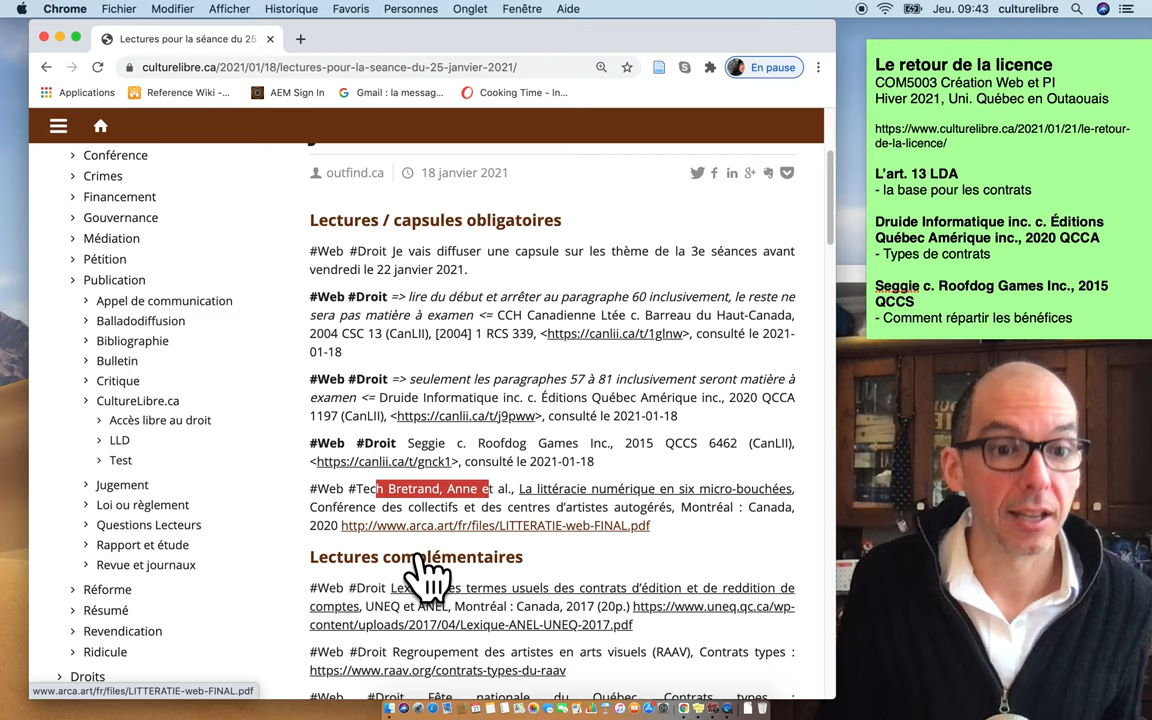 Chrome Fichier Modifier Afficher Historique Favoris Personnes Onglet Fenêtre Aide
Jeu. 09:43 culturelibre
Lectures pour la séance du 25
culturelibre.ca/2021/01/18/lectures-pour-la-seance-du-25-janvier-2021/
En pause
Applications Reference Wiki -... AEM Sign In Gmail : la messag... Cooking Time - In...
Conférence
Crimes
Financement
Gouvernance
Médiation
Pétition
Publication
Appel de communication
Balladodiffusion
Bibliographie
Bulletin
Critique
CultureLibre.ca
Accès libre au droit
LLD
Test
Jugement
Loi ou règlement
Questions Lecteurs
Rapport et étude
Revue et journaux
Réforme
Résumé
Revendication
Ridicule
Droits
outfind.ca 18 janvier 2021
Lectures / capsules obligatoires
#Web #Droit Je vais diffuser une capsule sur les thème de la 3e séances avant
vendredi le 22 janvier 2021.
#Web #Droit => lire du début et arrêter au paragraphe 60 inclusivement, le reste ne
sera pas matière à examen <= CCH Canadienne Ltée c. Barreau du Haut-Canada,
2004 CSC 13 (CanLII), [2004] 1 RCS 339, <https://canlii.ca/t/1glnw>, consulté le 2021-
01-18
#Web #Droit => seulement les paragraphes 57 à 81 inclusivement seront matière à
examen <= Druide Informatique inc. c. Éditions Québec Amérique inc., 2020 QCCA
1197 (CanLII), <https://canlii.ca/t/j9pww>, consulté le 2021-01-18
#Web #Droit Seggie c. Roofdog Games Inc., 2015 QCCS 6462 (CanLII),
<https://canlii.ca/t/gnck1>, consulté le 2021-01-18
#Web #Tech Bretrand, Anne et al., La littéracie numérique en six micro-bouchées,
Conférence des collectifs et des centres d'artistes autogérés, Montréal : Canada,
2020 http://www.arca.art/fr/files/LITTERATIE-web-FINAL.pdf
Lectures complémentaires
#Web #Droit termes usuels des contrats d'édition et de reddition de
comptes, UNEQ et ANEL, Montréal : Canada, 2017 (20p.) https://www.uneq.qc.ca/wp-
content/uploads/2017/04/Lexique-ANEL-UNEQ-2017.pdf
#Web #Droit Regroupement des artistes en arts visuels (RAAV), Contrats types :
https://www.raav.org/contrats-types-du-raav
#Web #Droit Fête nationale du Québec Contrats types :
www.arca.art/fr/files/LITTERATIE-web-FINAL.pdf
Le retour de la licence
COM5003 Création Web et PI
Hiver 2021, Uni. Québec en Outaouais
https://www.culturelibre.ca/2021/01/21/le-retour-
de-la-licence/
L'art. 13 LDA
- la base pour les contrats
Druide Informatique inc. c. Éditions
Québec Amérique inc., 2020 QCCA
- Types de contrats
Seggie c. Roofdog Games Inc., 2015
QCCS
- Comment répartir les bénéfices